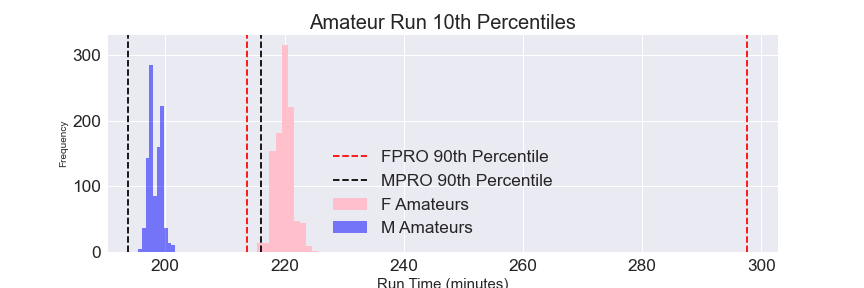 Amateur Run 10th Percentiles
300
200
100
0
Frequency
FPRO 90th Percentile
MPRO 90th Percentile
F Amateurs
M Amateurs
200 220 240 260 280 300
Run Time (minutes)